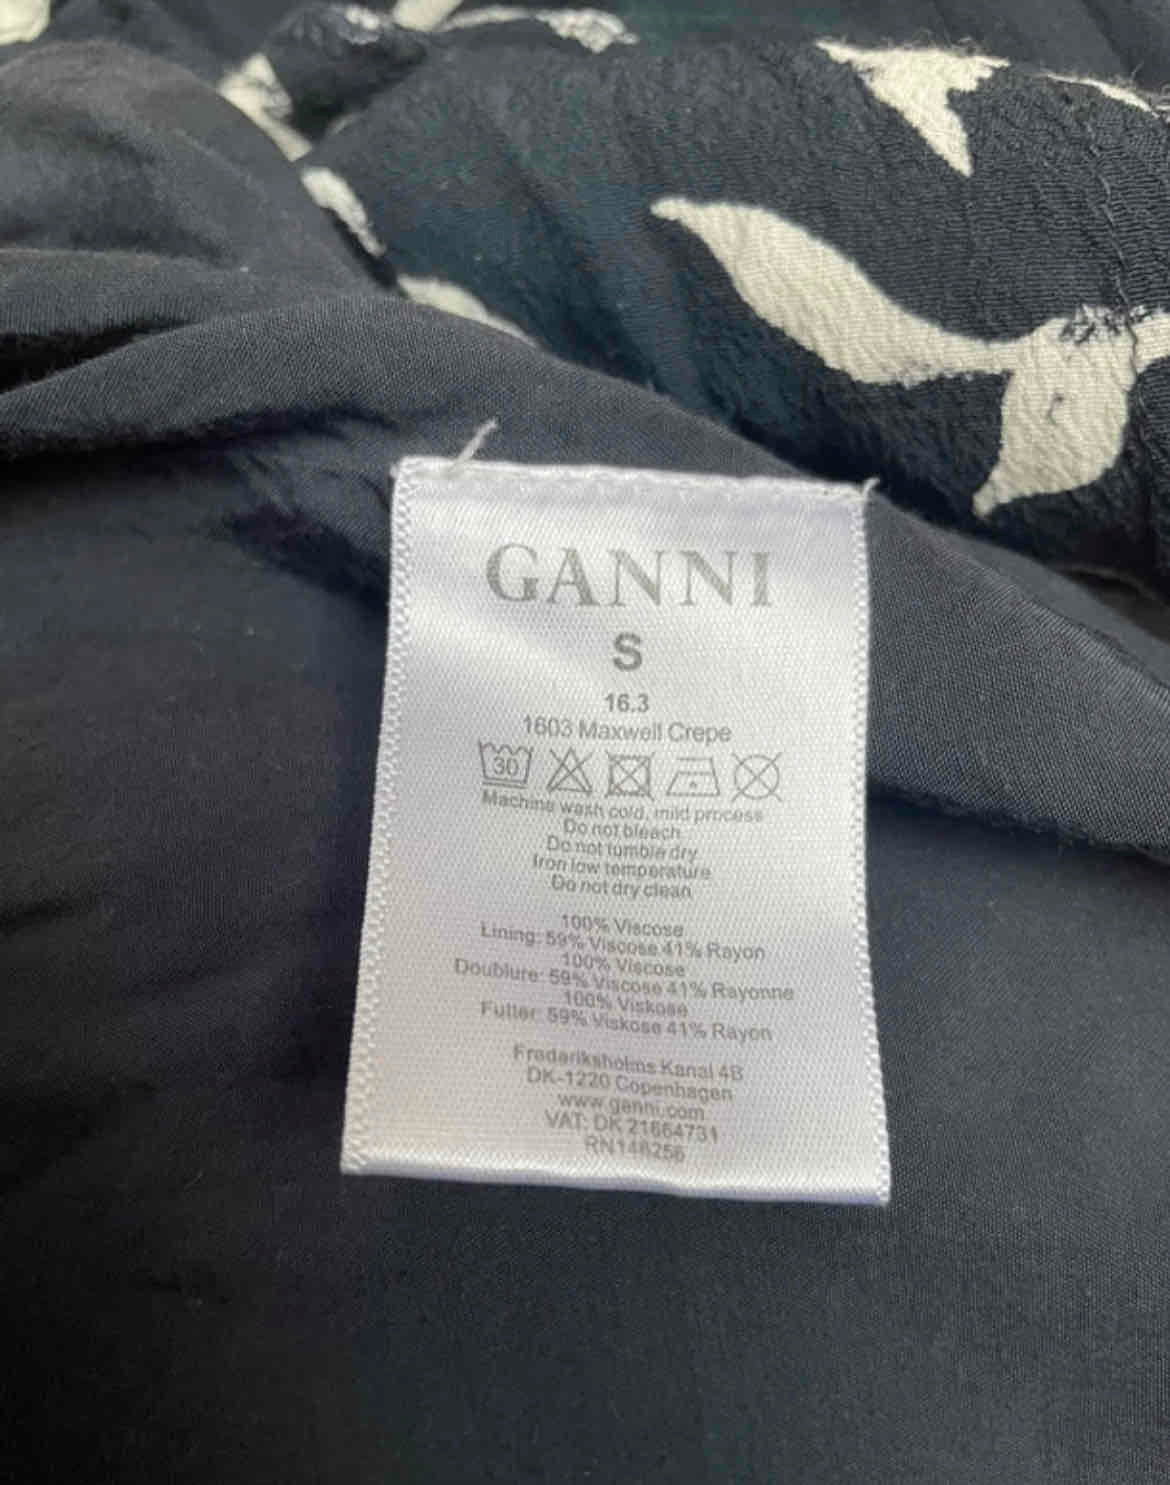 GANNI
S
16.3
1603 Maxwell Crepe
30
Machine wash cold, mild process
Do not bleach
Do not tumble dry
Iron low temperature
Do not dry clean
100% Viscose
Lining: 59% Viscose 41% Rayon
100% Viscose
Doublure: 59% Viscose 41% Rayonne
100% Viskose
Futter: 59% Viskose 41% Rayon
Frederiksholms Kanal 4B
DK-1220 Copenhagen
www.ganni.com
VAT: DK 21664731
RN146256